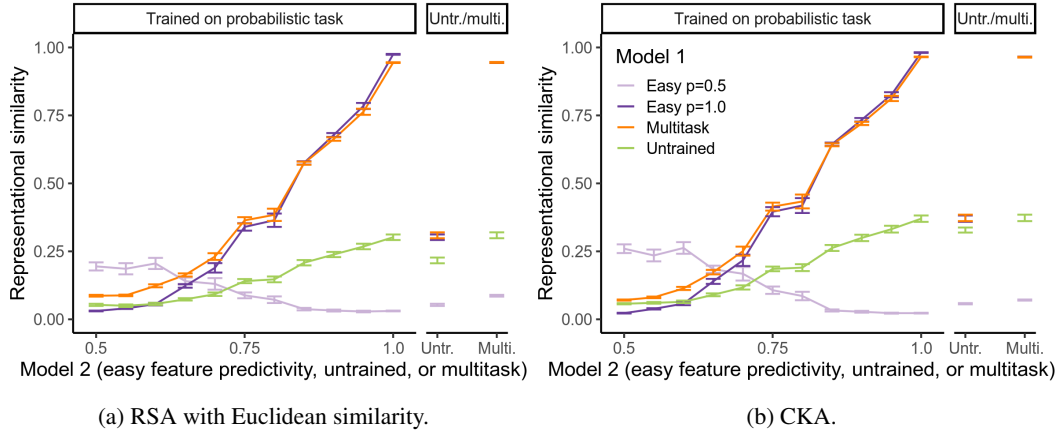 Trained on probabilistic task
Untr./multi.
Representational similarity
1.00
0.75
0.50
0.25
0.00
0.5
0.75
1.0
Untr.
Multi.
Model 2 (easy feature predictivity, untrained, or multitask)
(a) RSA with Euclidean similarity.
Trained on probabilistic task
Untr./multi.
Representational similarity
1.00
0.75
0.50
0.25
0.00
Model 1
Easy p=0.5
Easy p=1.0
Multitask
Untrained
0.5
0.75
1.0
Untr.
Multi.
Model 2 (easy feature predictivity, untrained, or multitask)
(b) CKA.